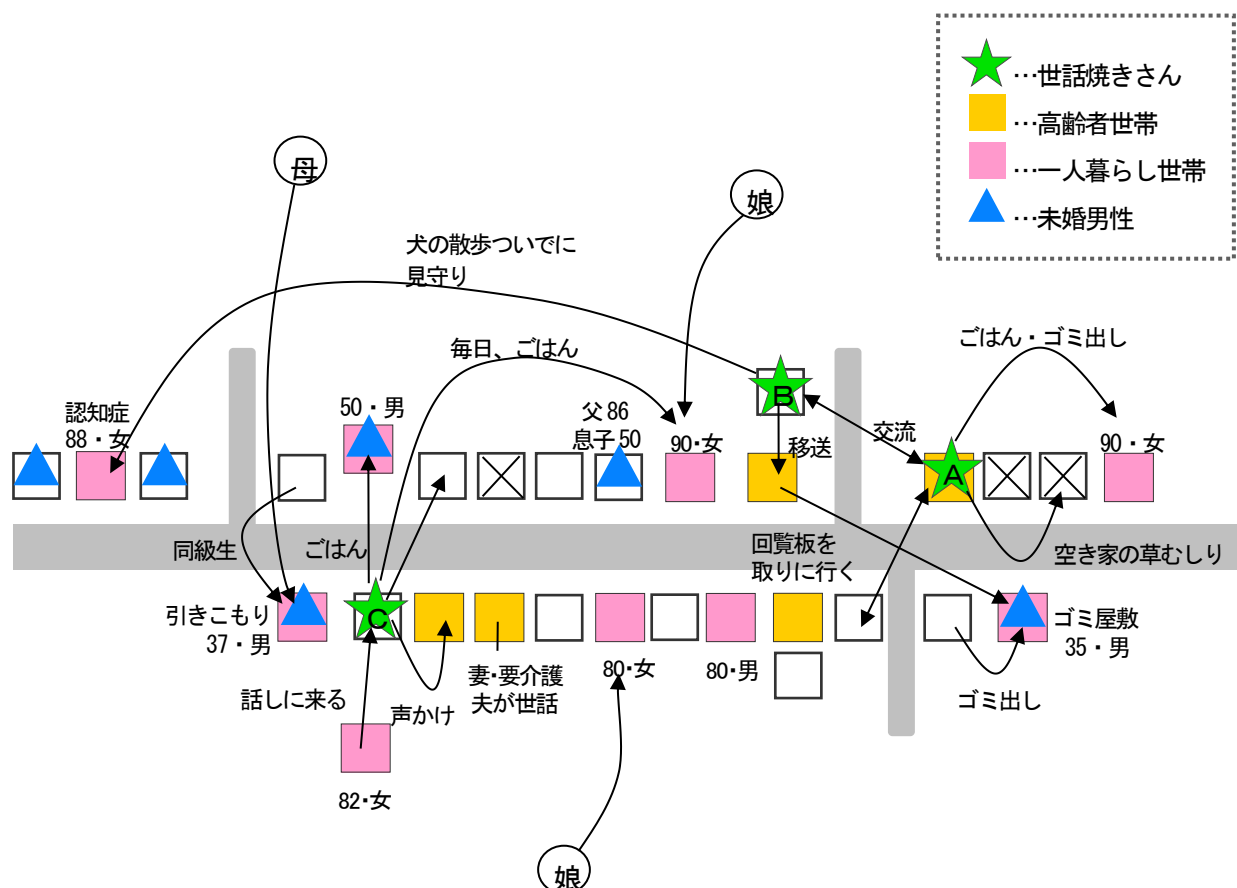 …世話焼きさん
…高齢者世帯
…一人暮らし世帯
…未婚男性
母
娘
犬の散歩ついでに
見守り
ごはん・ゴミ出し
毎日、ごはん
B
認知症
88・女
50・男
父86
息子50
90・女
移送
交流
A
90・女
同級生
ごはん
回覧板を
取りに行く
空き家の草むしり
引きこもり
37・男
C
ゴミ屋敷
35・男
話しに来る
声かけ
妻・要介護
夫が世話
80・女
80・男
ゴミ出し
82・女
娘